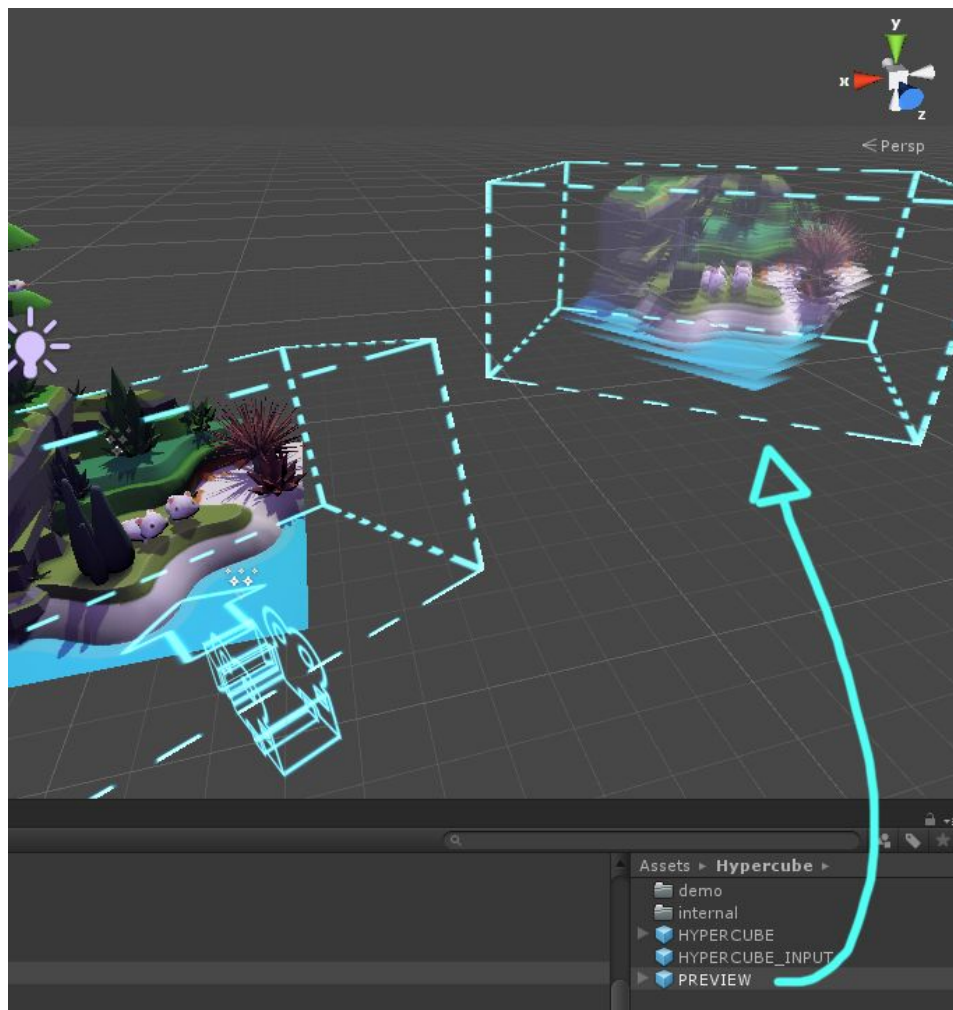 y
x
z
Persp
Assets ▸ Hypercube ▸
demo
internal
HYPERCUBE
HYPERCUBE_INPUT
PREVIEW